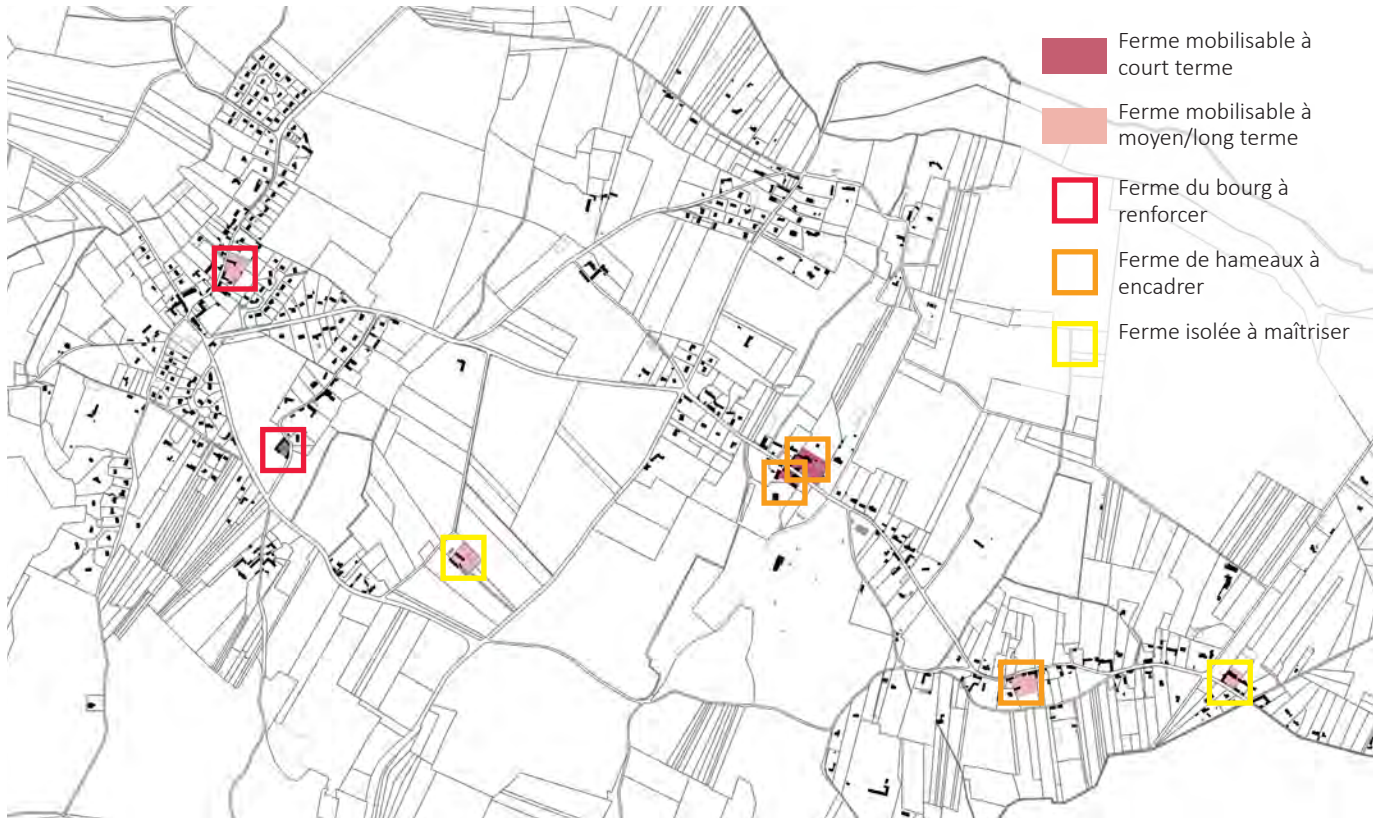 Ferme mobilisable à
court terme
Ferme mobilisable à
moyen/long terme
Ferme du bourg à
renforcer
Ferme de hameaux à
encadrer
Ferme isolée à maîtriser